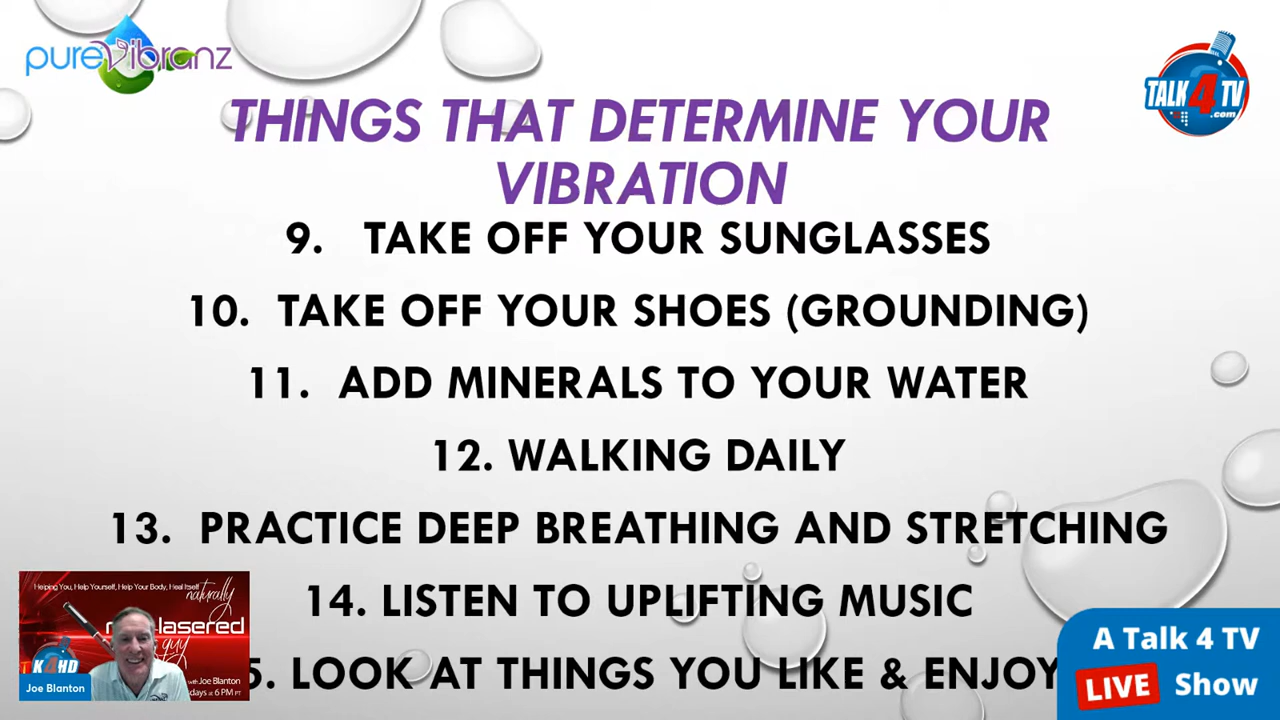 purevibranz
TALK 4 TV
.com
THINGS THAT DETERMINE YOUR
VIBRATION
9. TAKE OFF YOUR SUNGLASSES
10. TAKE OFF YOUR SHOES (GROUNDING)
11. ADD MINERALS TO YOUR WATER
12. WALKING DAILY
13. PRACTICE DEEP BREATHING AND STRETCHING
14. LISTEN TO UPLIFTING MUSIC
5. LOOK AT THINGS YOU LIKE & ENJOY
Helping You, Help Yourself, Help Your Body, Heal Itself
naturally
lasered
guy
K4HD
with Joe Blanton
Joe Blanton
days at 6 PM PT
A Talk 4 TV
LIVE Show